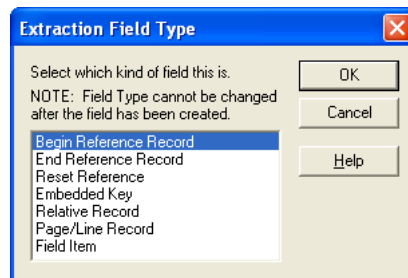 Extraction Field Type
Select which kind of field this is.
NOTE:  Field Type cannot be changed
after the field has been created.
OK
Cancel
Help
Begin Reference Record
End Reference Record
Reset Reference
Embedded Key
Relative Record
Page/Line Record
Field Item